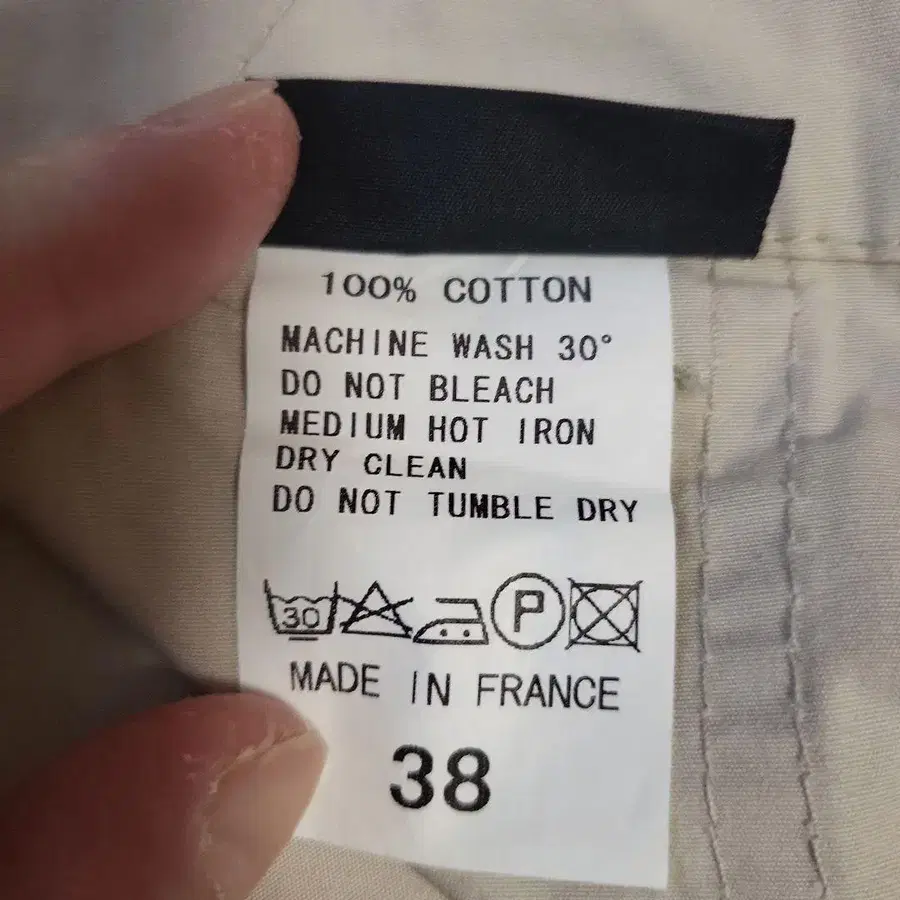 100% COTTON
MACHINE WASH 30°
DO NOT BLEACH
MEDIUM HOT IRON
DRY CLEAN
DO NOT TUMBLE DRY
30 P
MADE IN FRANCE
38